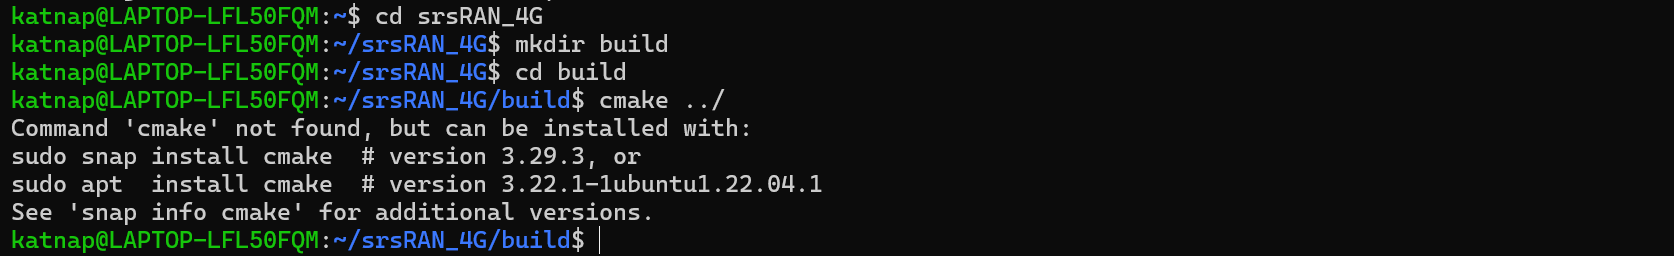 katnap@LAPTOP-LFL50FQM:~$ cd srsRAN_4G
katnap@LAPTOP-LFL50FQM:~/srsRAN_4G$ mkdir build
katnap@LAPTOP-LFL50FQM:~/srsRAN_4G$ cd build
katnap@LAPTOP-LFL50FQM:~/srsRAN_4G/build$ cmake ../
Command 'cmake' not found, but can be installed with:
sudo snap install cmake  # version 3.29.3, or
sudo apt  install cmake  # version 3.22.1-1ubuntu1.22.04.1
See 'snap info cmake' for additional versions.
katnap@LAPTOP-LFL50FQM:~/srsRAN_4G/build$